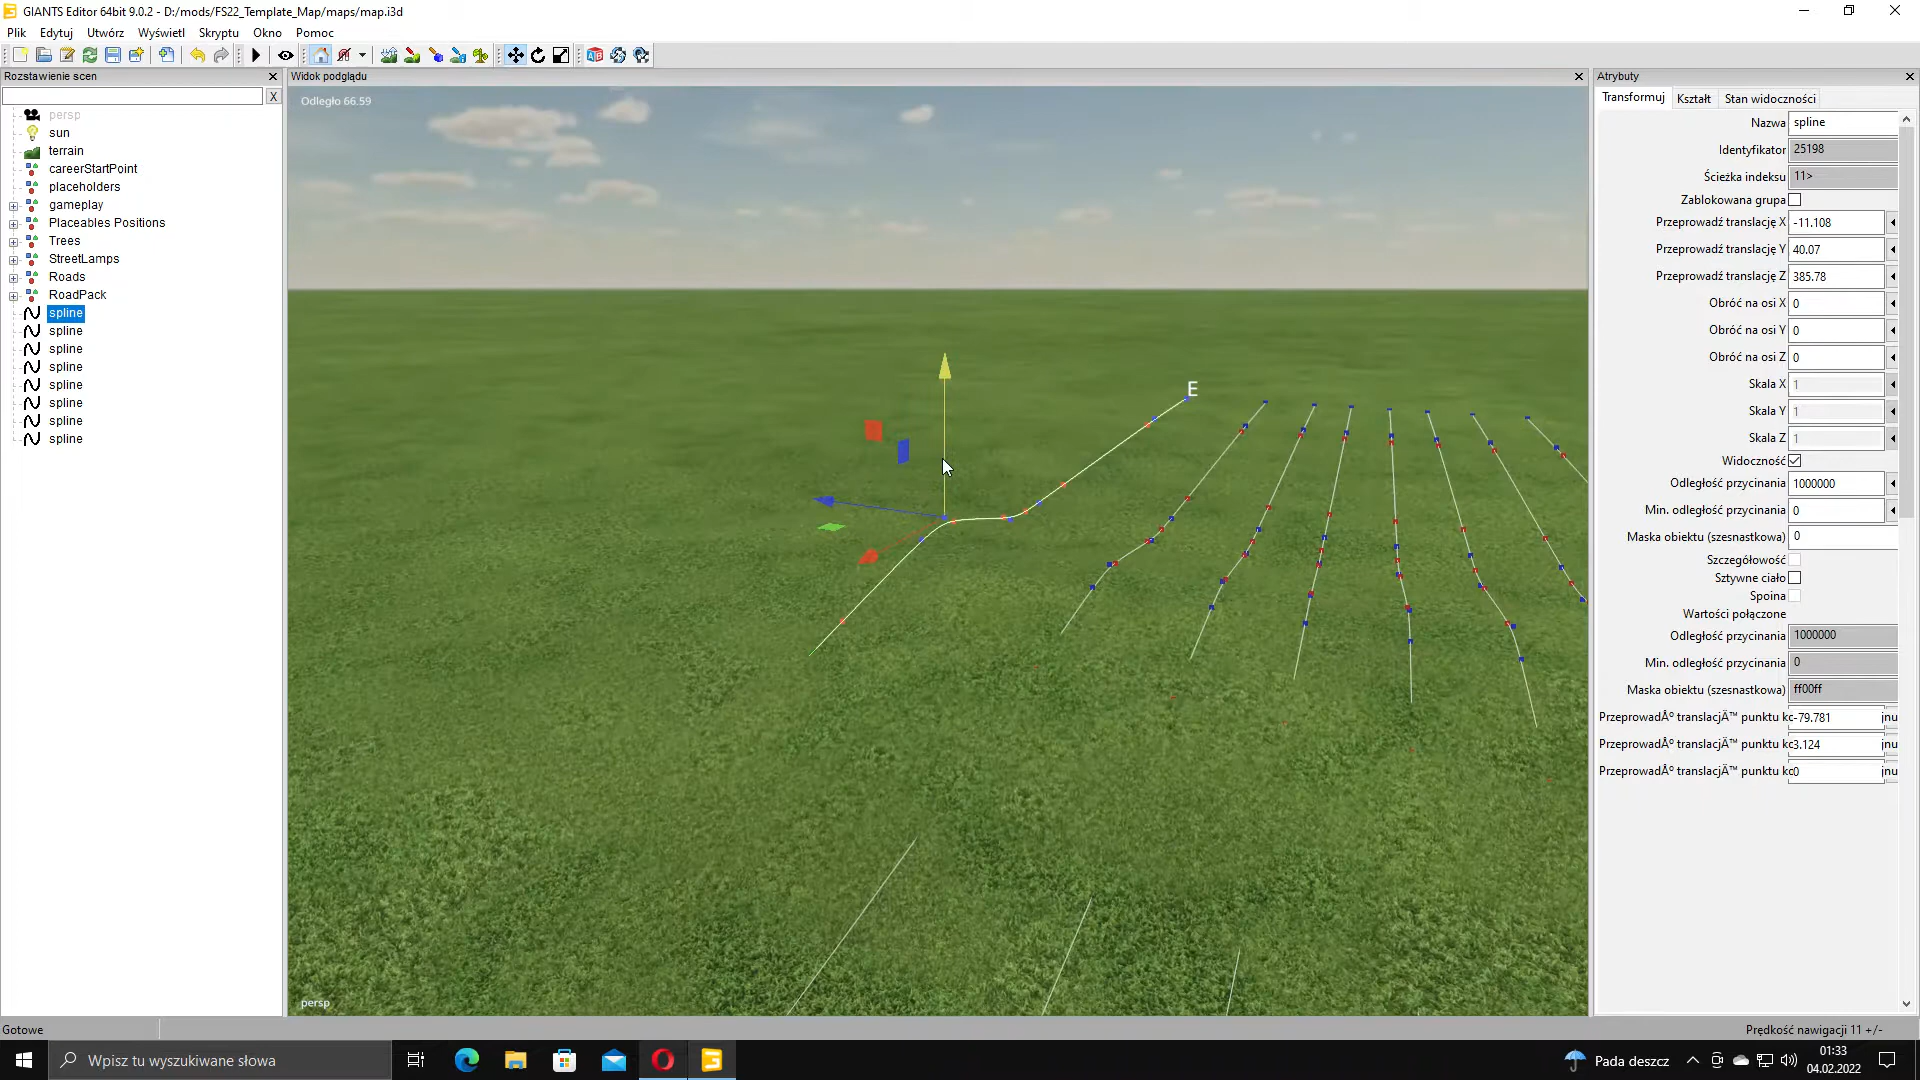 GIANTS Editor 64bit 9.0.2 - D:/mods/FS22_Template_Map/maps/map.i3d
Plik Edytuj Utwórz Wyświetl Skryptu Okno Pomoc
Rozstawienie scen
X
persp
sun
terrain
careerStartPoint
placeholders
gameplay
Placeables Positions
Trees
StreetLamps
Roads
RoadPack
spline
spline
spline
spline
spline
spline
spline
spline
Widok podglądu
Odległo 66.59
E
persp
Atrybuty
Transformuj Kształt Stan widoczności
Nazwa spline
Identyfikator 25198
Ścieżka indeksu 11>
Zablokowana grupa
Przeprowadź translację X -11.108
Przeprowadź translację Y 40.07
Przeprowadź translację Z 385.78
Obróć na osi X 0
Obróć na osi Y 0
Obróć na osi Z 0
Skala X 1
Skala Y 1
Skala Z 1
Widoczność
Odległość przycinania 1000000
Min. odległość przycinania 0
Maska obiektu (szesnastkowa) 0
Szczegółowość
Sztywne ciało
Spoina
Wartości połączone
Odległość przycinania 1000000
Min. odległość przycinania 0
Maska obiektu (szesnastkowa) ff00ff
PrzeprowadÅº translacjÄ™ punktu kc -79.781 jnu
PrzeprowadÅº translacjÄ™ punktu kc 3.124 jnu
PrzeprowadÅº translacjÄ™ punktu kc 0 jnu
Gotowe
Prędkość nawigacji 11 +/-
Wpisz tu wyszukiwane słowa
Pada deszcz
01:33
04.02.2022